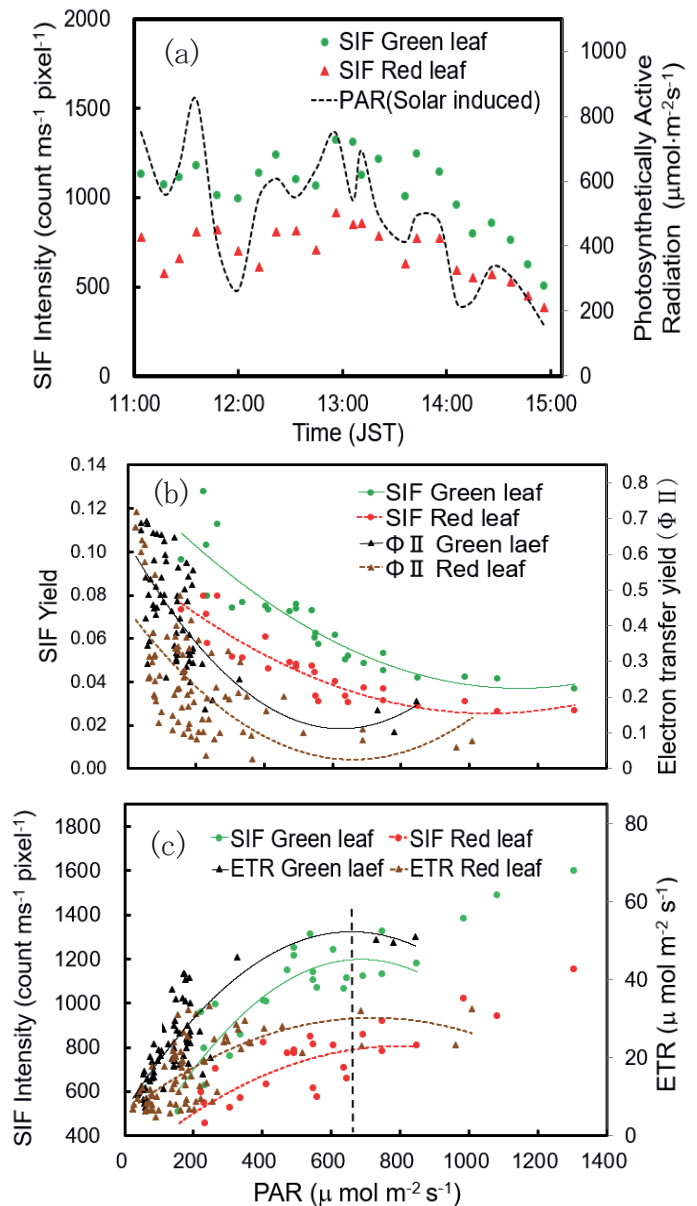 (a)
SIF Green leaf
SIF Red leaf
PAR(Solar induced)
2000
1500
1000
500
0
SIF Intensity (count ms⁻¹ pixel⁻¹)
1000
800
600
400
200
0
Photosynthetically Active
Radiation (μmol·m⁻²s⁻¹)
11:00 12:00 13:00 14:00 15:00
Time (JST)
(b)
SIF Green leaf
SIF Red leaf
ΦⅡ Green laef
ΦⅡ Red leaf
0.14
0.12
0.10
0.08
0.06
0.04
0.02
0.00
SIF Yield
0.8
0.7
0.6
0.5
0.4
0.3
0.2
0.1
0
Electron transfer yield (ΦⅡ)
(c)
SIF Green leaf SIF Red leaf
ETR Green laef ETR Red leaf
1800
1600
1400
1200
1000
800
600
400
SIF Intensity (count ms⁻¹ pixel⁻¹)
80
60
40
20
0
ETR (μ mol m⁻² s⁻¹)
0 200 400 600 800 1000 1200 1400
PAR (μ mol m⁻² s⁻¹)